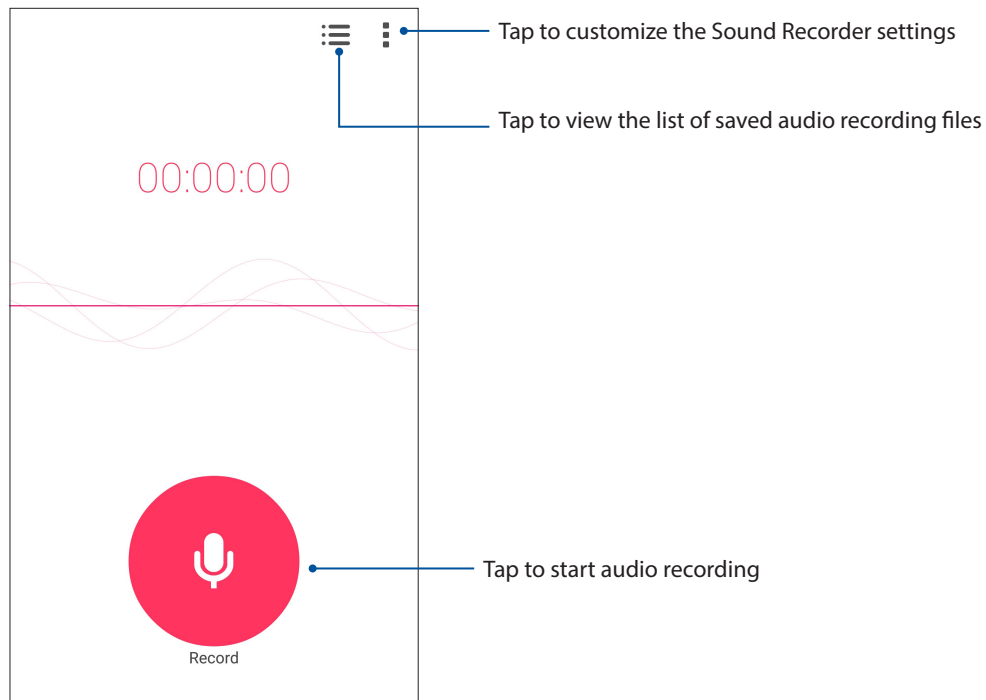 Tap to customize the Sound Recorder settings
Tap to view the list of saved audio recording files
00:00:00
Tap to start audio recording
Record